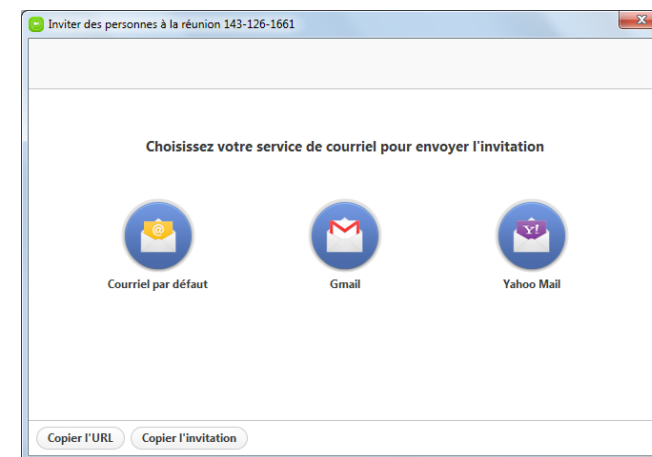 Inviter des personnes à la réunion 143-126-1661
Choisissez votre service de courriel pour envoyer l'invitation
@
Y!
Courriel par défaut
Gmail
Yahoo Mail
Copier l'URL
Copier l'invitation